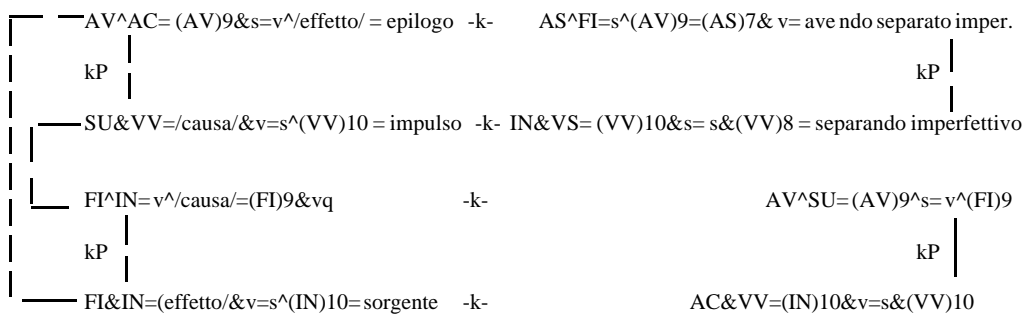 AV^AC= (AV)9&s=v^/effetto/ = epilogo -k- AS^FI=s^(AV)9=(AS)7& v= ave ndo separato imper.
kP kP
SU&VV=/causa/&v=s^(VV)10 = impulso -k- IN&VS= (VV)10&s= s&(VV)8 = separando imperfettivo
FI^IN= v^/causa/=(FI)9&vq -k- AV^SU= (AV)9^s= v^(FI)9
kP kP
FI&IN=(effetto/&v=s^(IN)10= sorgente -k- AC&VV=(IN)10&v=s&(VV)10